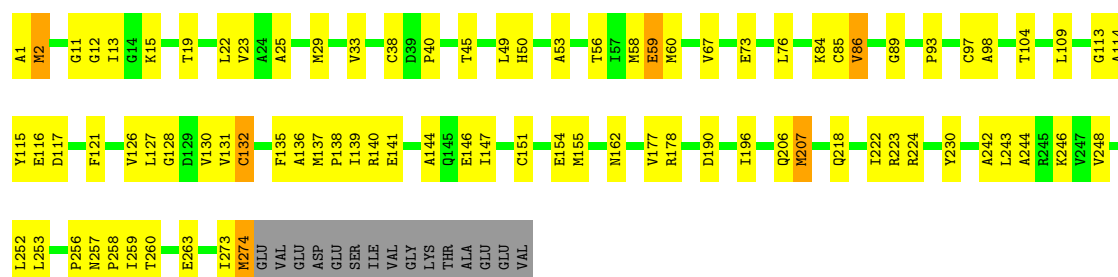 A1 M2 G11 G12 I13 G14 K15 T19 L22 V23 A24 A25 M29 V33 C38 D39 P40 T45 L49 H50 A53 T56 I57 M58 E59 M60 V67 E73 L76 K84 C85 V86 G89 P93 C97 A98 T104 L109 G113 A114
Y115 E116 D117 F121 V126 L127 G128 D129 V130 V131 C132 F135 A136 M137 P138 I139 R140 E141 A144 Q145 E146 I147 C151 E154 M155 N162 V177 R178 D190 I196 Q206 M207 Q218 I222 R223 R224 Y230 A242 L243 A244 R245 K246 V247 V248
L252 L253 P256 N257 P258 I259 T260 E263 I273 M274 GLU VAL GLU ASP GLU SER ILE VAL GLY LYS THR ALA GLU GLU VAL